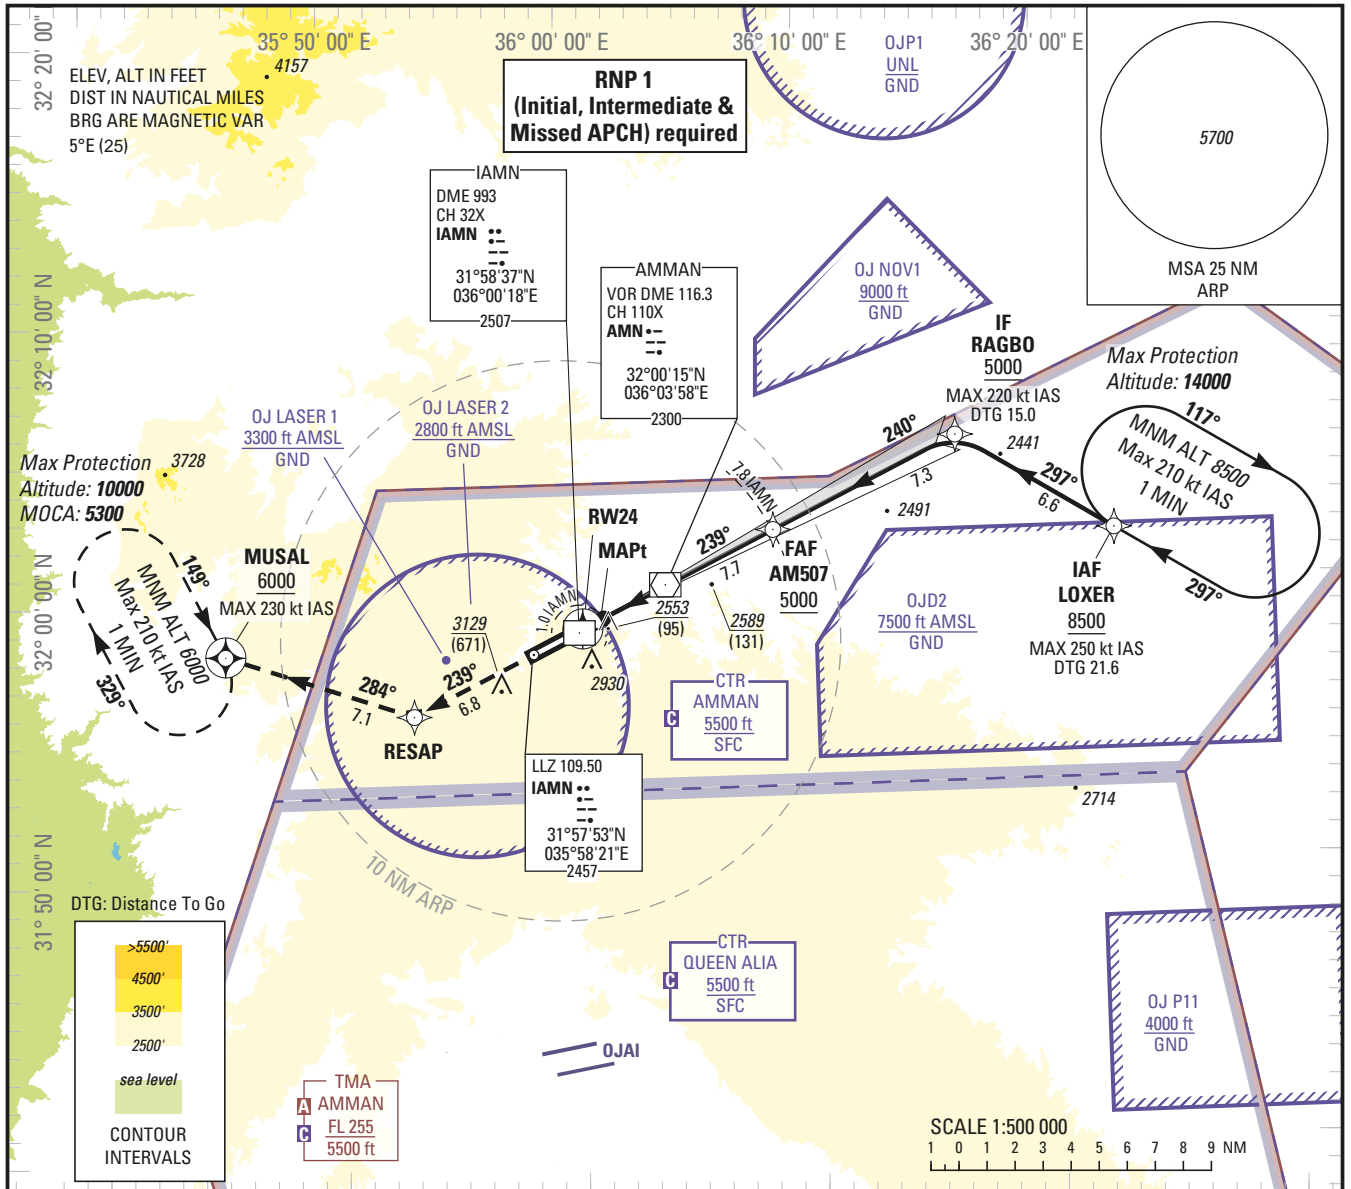 35° 50' 00" E
36° 00' 00" E
36° 10' 00" E
36° 20' 00" E
32° 20' 00" N
32° 10' 00" N
32° 00' 00" N
31° 50' 00" N
4157
ELEV, ALT IN FEET
DIST IN NAUTICAL MILES
BRG ARE MAGNETIC VAR
5°E (25)
RNP 1
(Initial, Intermediate &
Missed APCH) required
OJP1
UNL
GND
5700
MSA 25 NM
ARP
IAMN
DME 993
CH 32X
IAMN
31°58'37"N
036°00'18"E
2507
AMMAN
VOR DME 116.3
CH 110X
AMN
32°00'15"N
036°03'58"E
2300
OJ NOV1
9000 ft
GND
IF
RAGBO
5000
MAX 220 kt IAS
DTG 15.0
Max Protection
Altitude: 14000
117°
MNM ALT 8500
Max 210 kt IAS
1 MIN
297°
2441
297°
6.6
240°
7.3
7.8 IAMN
2491
OJ LASER 1
3300 ft AMSL
GND
OJ LASER 2
2800 ft AMSL
GND
3728
Max Protection
Altitude: 10000
MOCA: 5300
149°
MNM ALT 6000
Max 210 kt IAS
1 MIN
329°
MUSAL
6000
MAX 230 kt IAS
RW24
MAPt
239°
7.7
FAF
AM507
5000
IAF
LOXER
8500
MAX 250 kt IAS
DTG 21.6
OJD2
7500 ft AMSL
GND
1.0 IAMN
2553
(95)
2589
(131)
3129
(671)
2930
239°
6.8
284°
7.1
RESAP
CTR
AMMAN
C
5500 ft
SFC
LLZ 109.50
IAMN
31°57'53"N
035°58'21"E
2457
2714
10 NM ARP
DTG: Distance To Go
>5500'
4500'
3500'
2500'
sea level
CONTOUR
INTERVALS
CTR
QUEEN ALIA
C
5500 ft
SFC
OJ P11
4000 ft
GND
OJAI
TMA
A AMMAN
C FL 255
5500 ft
SCALE 1:500 000
1 0 1 2 3 4 5 6 7 8 9 NM